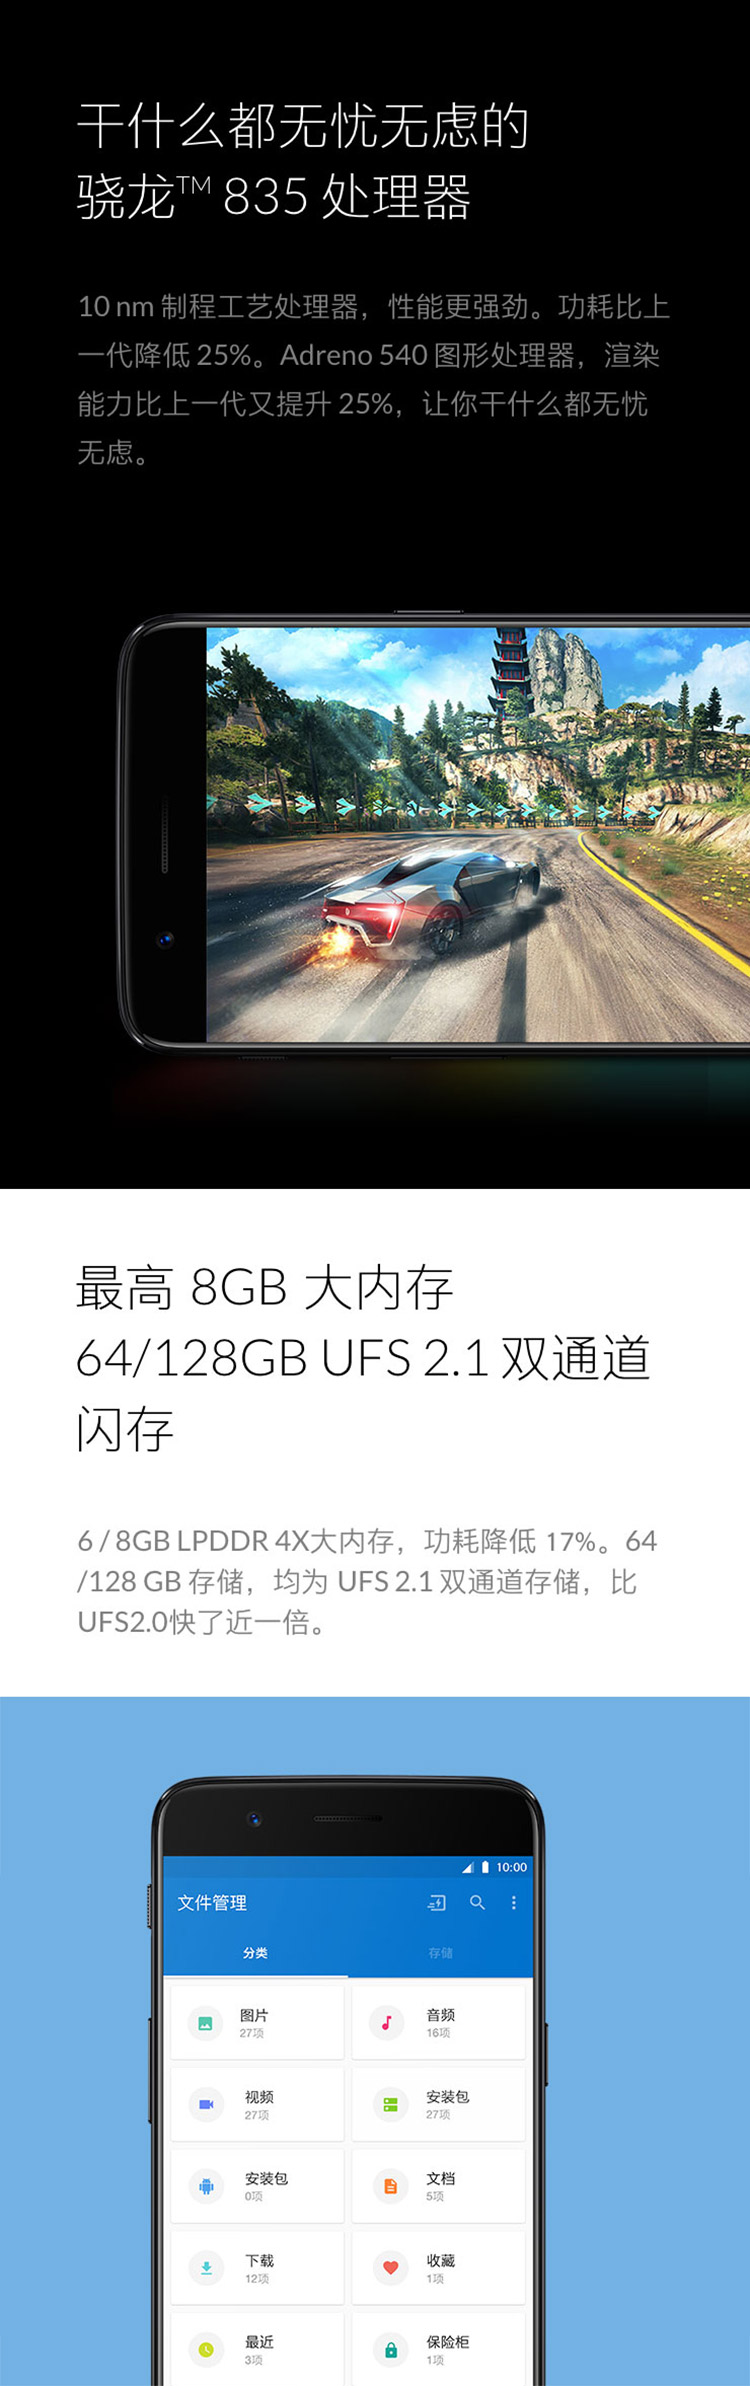 干什么都无忧无虑的
骁龙™ 835 处理器
10 nm 制程工艺处理器，性能更强劲。功耗比上
一代降低 25%。Adreno 540 图形处理器，渲染
能力比上一代又提升 25%，让你干什么都无忧
无虑。
最高 8GB 大内存
64/128GB UFS 2.1 双通道
闪存
6 / 8GB LPDDR 4X大内存，功耗降低 17%。64
/128 GB 存储，均为 UFS 2.1 双通道存储，比
UFS2.0快了近一倍。
10:00
文件管理
分类 存储
图片 音频
27项 16项
视频 安装包
27项 27项
安装包 文档
0项 5项
下载 收藏
12项 1项
最近 保险柜
3项 1项